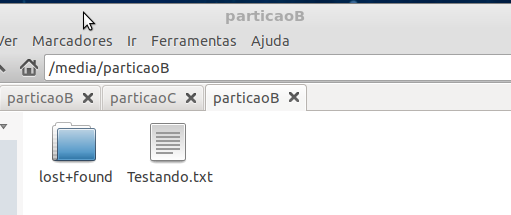 particaoB
Ver Marcadores Ir Ferramentas Ajuda
/media/particaoB
particaoB particaoC particaoB
lost+found Testando.txt